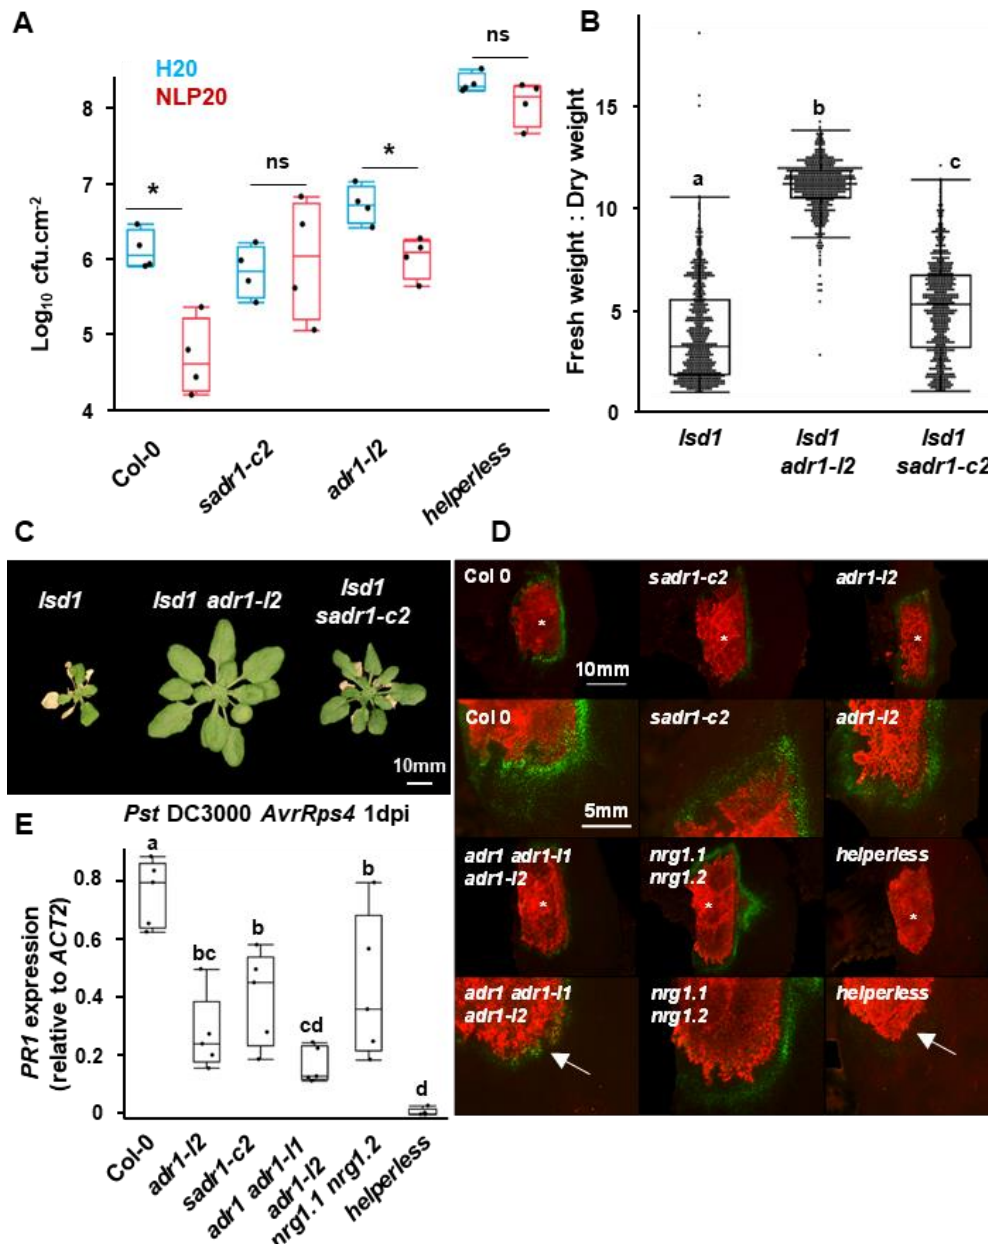 A
H20
NLP20
Log10 cfu.cm-2
8
7
6
5
4
*
ns
*
ns
Col-0
sadr1-c2
adr1-l2
helperless
B
Fresh weight : Dry weight
15
10
5
0
a
b
c
lsd1
lsd1
adr1-l2
lsd1
sadr1-c2
C
lsd1
lsd1 adr1-l2
lsd1
sadr1-c2
10mm
D
Col 0
sadr1-c2
adr1-l2
*
*
*
10mm
Col 0
sadr1-c2
adr1-l2
5mm
adr1 adr1-l1
adr1-l2
nrg1.1
nrg1.2
helperless
*
*
*
adr1 adr1-l1
adr1-l2
nrg1.1
nrg1.2
helperless
E
Pst DC3000 AvrRps4 1dpi
PR1 expression
(relative to ACT2)
0.8
0.6
0.4
0.2
0
a
bc
b
cd
b
d
Col-0
adr1-l2
sadr1-c2
adr1 adr1-l1
adr1-l2
nrg1.1 nrg1.2
helperless